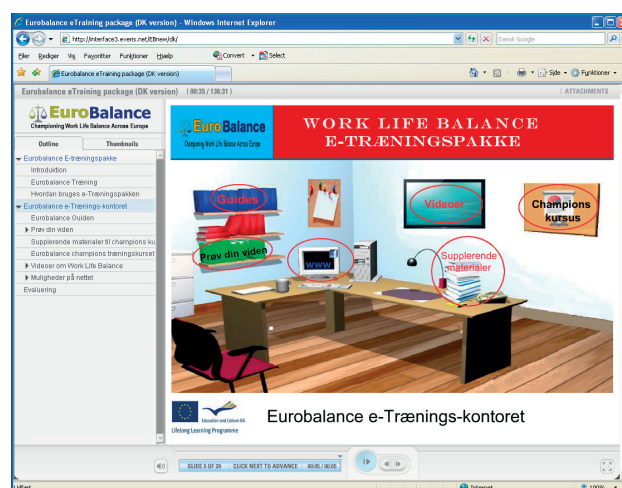 Eurobalance eTraining package (DK version) - Windows Internet Explorer
http://interface3.everis.net/EBnew/dk/
Dansk Google
Filer Rediger Vis Favoritter Funktioner Hjælp Convert Select
Eurobalance eTraining package (DK version)
Side Funktioner
Eurobalance eTraining package (DK version) (00:35 / 136:31)
ATTACHMENTS
EuroBalance
Championing Work Life Balance Across Europe
Outline Thumbnails
Eurobalance E-træningspakke
Introduktion
Eurobalance Træning
Hvordan bruges e-Træningspakken
Eurobalance e-Trænings-kontoret
Eurobalance Guiden
Prøv din viden
Supplerende materialer til champions ku
Eurobalance champions træningskurset
Videoer om Work Life Balance
Muligheder på nettet
Evaluering
EuroBalance
Championing Work Life Balance Across Europe
WORK LIFE BALANCE
E-TRÆNINGSPAKKE
Guides
Videoer
Champions
kursus
Prøv din viden
www
Supplerende
materialer
Education and Culture DG
Lifelong Learning Programme
Eurobalance e-Trænings-kontoret
SLIDE 5 OF 29 CLICK NEXT TO ADVANCE 00:05 / 00:05
Internet
100%